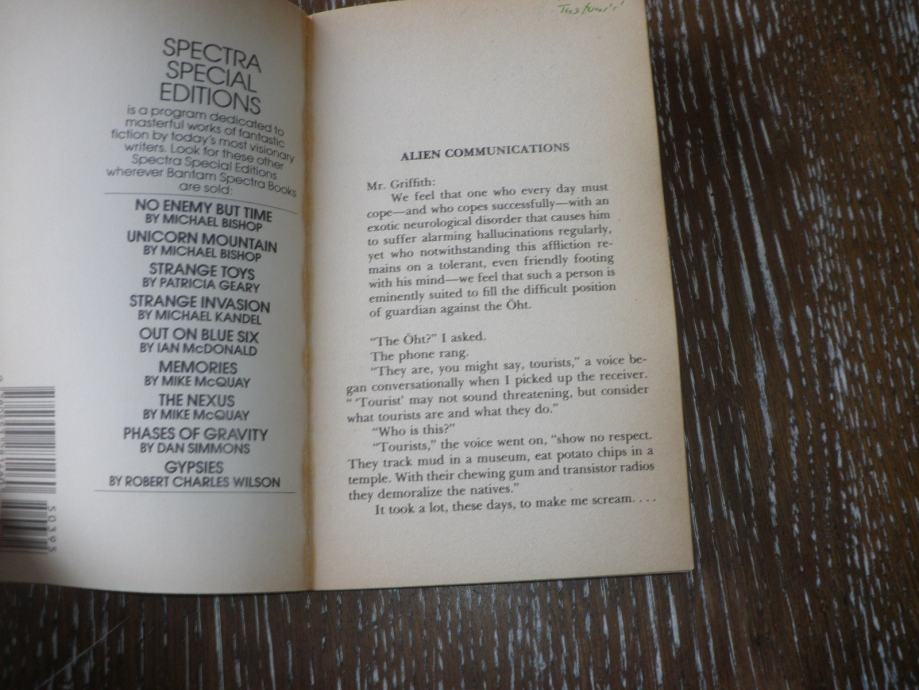 SPECTRA
SPECIAL
EDITIONS
is a program dedicated to
masterful works of fantastic
fiction by today's most visionary
writers. Look for these other
Spectra Special Editions
wherever Bantam Spectra Books
are sold:
NO ENEMY BUT TIME
BY MICHAEL BISHOP
UNICORN MOUNTAIN
BY MICHAEL BISHOP
STRANGE TOYS
BY PATRICIA GEARY
STRANGE INVASION
BY MICHAEL KANDEL
OUT ON BLUE SIX
BY IAN McDONALD
MEMORIES
BY MIKE McQUAY
THE NEXUS
BY MIKE McQUAY
PHASES OF GRAVITY
BY DAN SIMMONS
GYPSIES
BY ROBERT CHARLES WILSON
50395
ALIEN COMMUNICATIONS
Mr. Griffith:
We feel that one who every day must
cope—and who copes successfully—with an
exotic neurological disorder that causes him
to suffer alarming hallucinations regularly,
yet who notwithstanding this affliction re-
mains on a tolerant, even friendly footing
with his mind—we feel that such a person is
eminently suited to fill the difficult position
of guardian against the Öht.
"The Öht?" I asked.
The phone rang.
"They are, you might say, tourists," a voice be-
gan conversationally when I picked up the receiver.
" 'Tourist' may not sound threatening, but consider
what tourists are and what they do."
"Who is this?"
"Tourists," the voice went on, "show no respect.
They track mud in a museum, eat potato chips in a
temple. With their chewing gum and transistor radios
they demoralize the natives."
It took a lot, these days, to make me scream. . . .